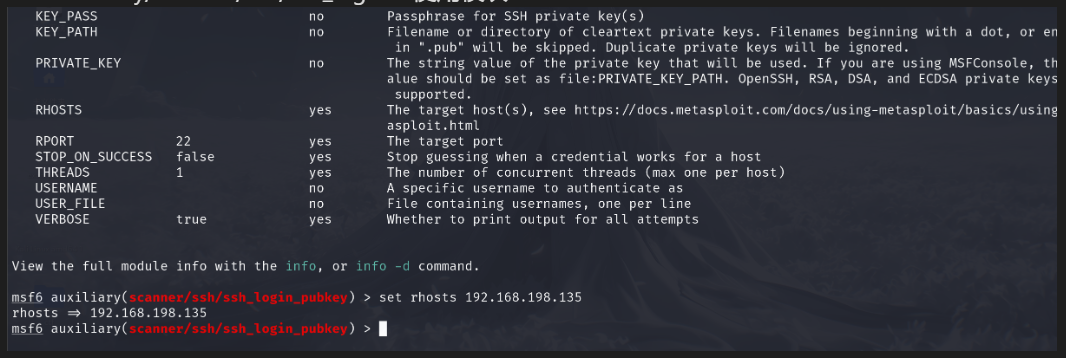 KEY_PASS no Passphrase for SSH private key(s)
KEY_PATH no Filename or directory of cleartext private keys. Filenames beginning with a dot, or en
in ".pub" will be skipped. Duplicate private keys will be ignored.
PRIVATE_KEY no The string value of the private key that will be used. If you are using MSFConsole, th
alue should be set as file:PRIVATE_KEY_PATH. OpenSSH, RSA, DSA, and ECDSA private keys
supported.
RHOSTS yes The target host(s), see https://docs.metasploit.com/docs/using-metasploit/basics/using
asploit.html
RPORT 22 yes The target port
STOP_ON_SUCCESS false yes Stop guessing when a credential works for a host
THREADS 1 yes The number of concurrent threads (max one per host)
USERNAME no A specific username to authenticate as
USER_FILE no File containing usernames, one per line
VERBOSE true yes Whether to print output for all attempts
View the full module info with the info, or info -d command.
msf6 auxiliary(scanner/ssh/ssh_login_pubkey) > set rhosts 192.168.198.135
rhosts ⇒ 192.168.198.135
msf6 auxiliary(scanner/ssh/ssh_login_pubkey) >